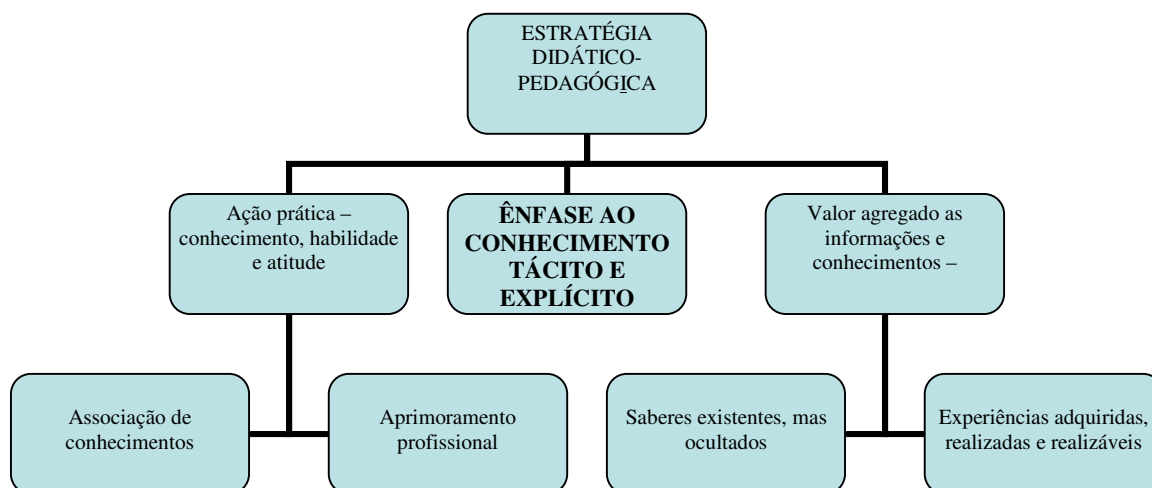 ESTRATÉGIA
DIDÁTICO-
PEDAGÓGICA
Ação prática –
conhecimento, habilidade
e atitude
ÊNFASE AO
CONHECIMENTO
TÁCITO E
EXPLÍCITO
Valor agregado as
informações e
conhecimentos –
Associação de
conhecimentos
Aprimoramento
profissional
Saberes existentes, mas
ocultados
Experiências adquiridas,
realizadas e realizáveis